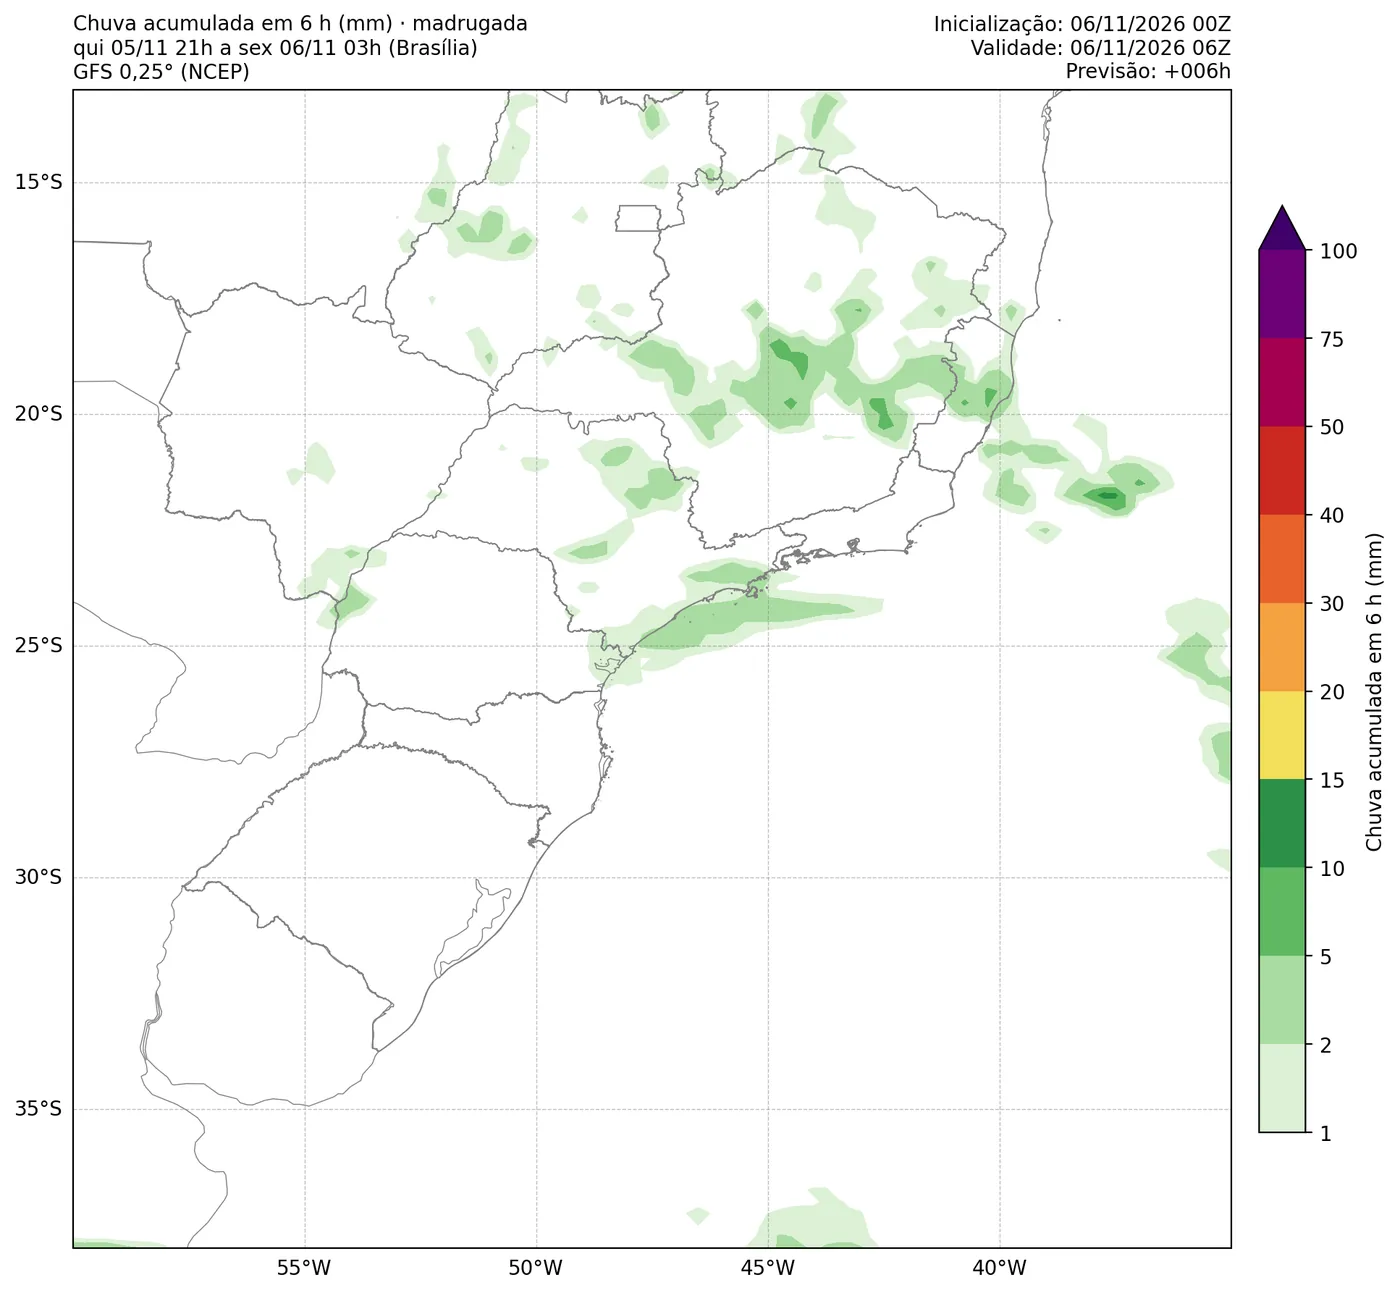 Chuva acumulada em 6 h (mm) · madrugada
qui 05/11 21h a sex 06/11 03h (Brasília)
GFS 0,25° (NCEP)
Inicialização: 06/11/2026 00Z
Validade: 06/11/2026 06Z
Previsão: +006h
15°S
20°S
25°S
30°S
35°S
55°W
50°W
45°W
40°W
100
75
50
40
30
20
15
10
5
2
1
Chuva acumulada em 6 h (mm)